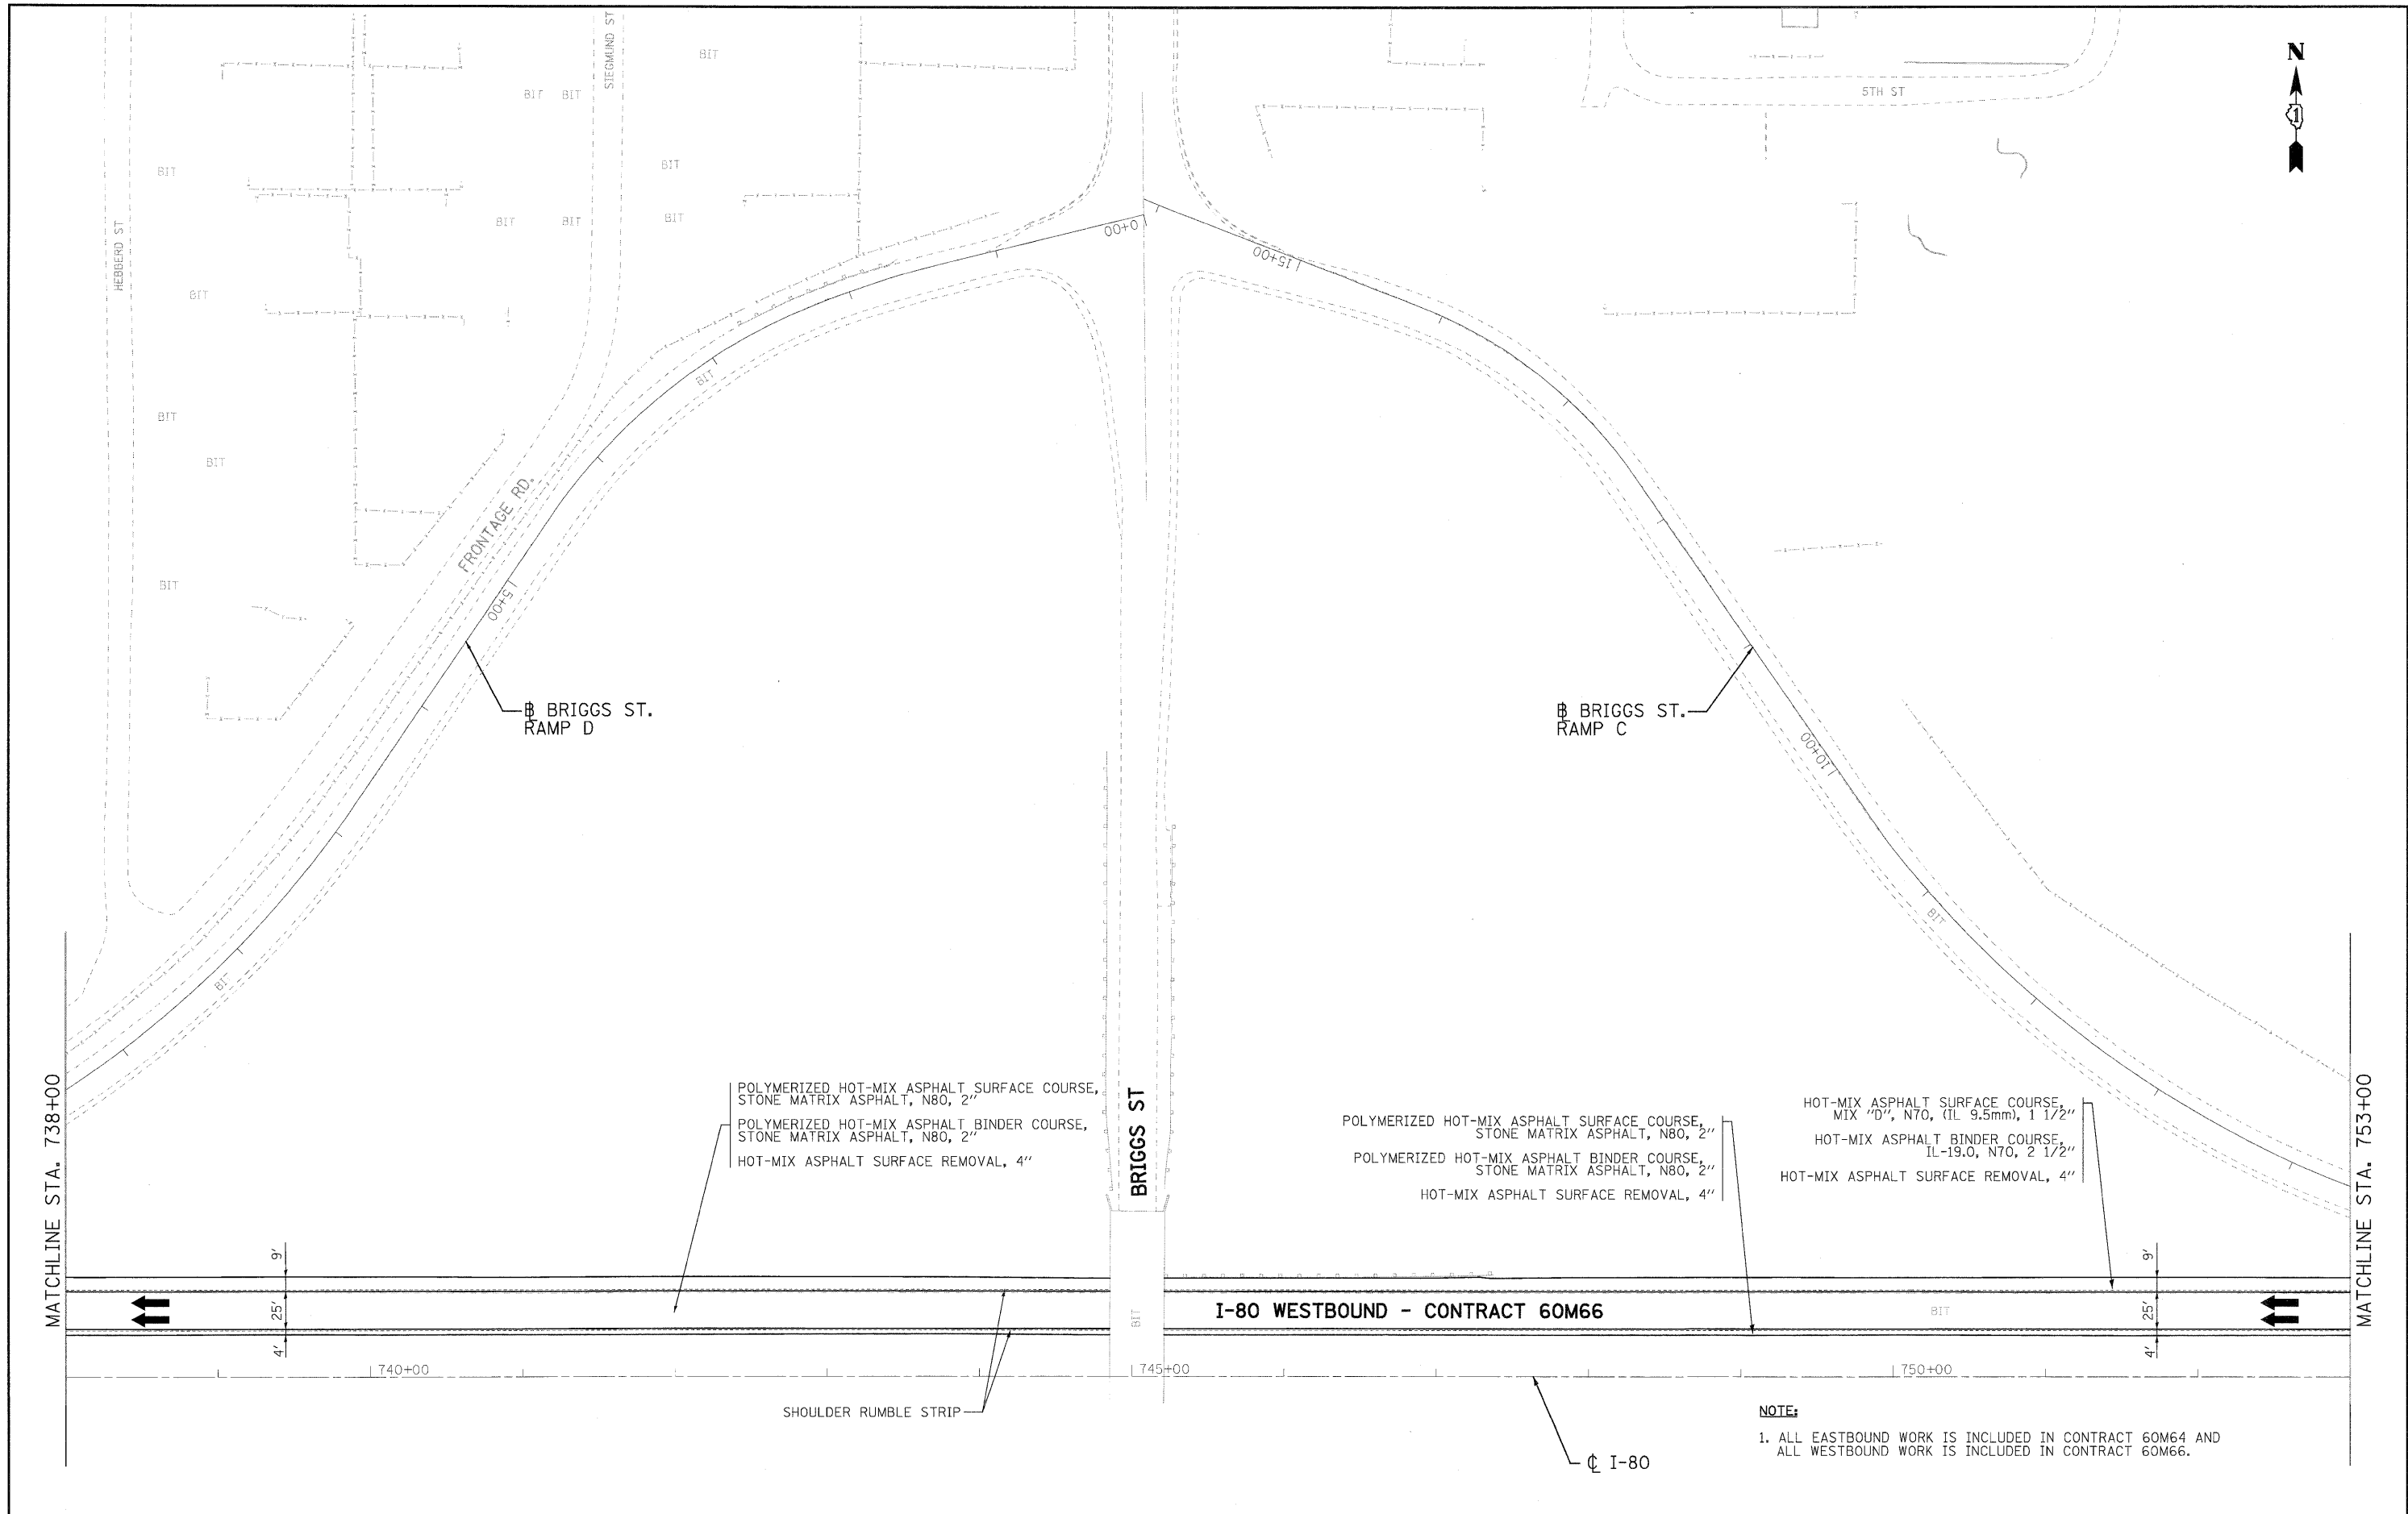 SIEGMUND ST
BIT
N
1
5TH ST
BIT BIT
BIT
BIT
HEBBERD ST
BIT BIT
BIT
0+00
15+00
BIT
BIT
BIT
BIT
FRONTAGE RD.
BIT
5+00
BRIGGS ST.
RAMP D
BRIGGS ST.
RAMP C
10+00
BIT
BIT
MATCHLINE STA. 738+00
POLYMERIZED HOT-MIX ASPHALT SURFACE COURSE,
STONE MATRIX ASPHALT, N80, 2"
POLYMERIZED HOT-MIX ASPHALT BINDER COURSE,
STONE MATRIX ASPHALT, N80, 2"
HOT-MIX ASPHALT SURFACE REMOVAL, 4"
BRIGGS ST
POLYMERIZED HOT-MIX ASPHALT SURFACE COURSE,
STONE MATRIX ASPHALT, N80, 2"
POLYMERIZED HOT-MIX ASPHALT BINDER COURSE,
STONE MATRIX ASPHALT, N80, 2"
HOT-MIX ASPHALT SURFACE REMOVAL, 4"
HOT-MIX ASPHALT SURFACE COURSE,
MIX "D", N70, (IL 9.5mm), 1 1/2"
HOT-MIX ASPHALT BINDER COURSE,
IL-19.0, N70, 2 1/2"
HOT-MIX ASPHALT SURFACE REMOVAL, 4"
MATCHLINE STA. 753+00
9'
25'
4'
BIT
I-80 WESTBOUND - CONTRACT 60M66
BIT
9'
25'
4'
740+00
745+00
750+00
SHOULDER RUMBLE STRIP
℄ I-80
NOTE:
1. ALL EASTBOUND WORK IS INCLUDED IN CONTRACT 60M64 AND
ALL WESTBOUND WORK IS INCLUDED IN CONTRACT 60M66.